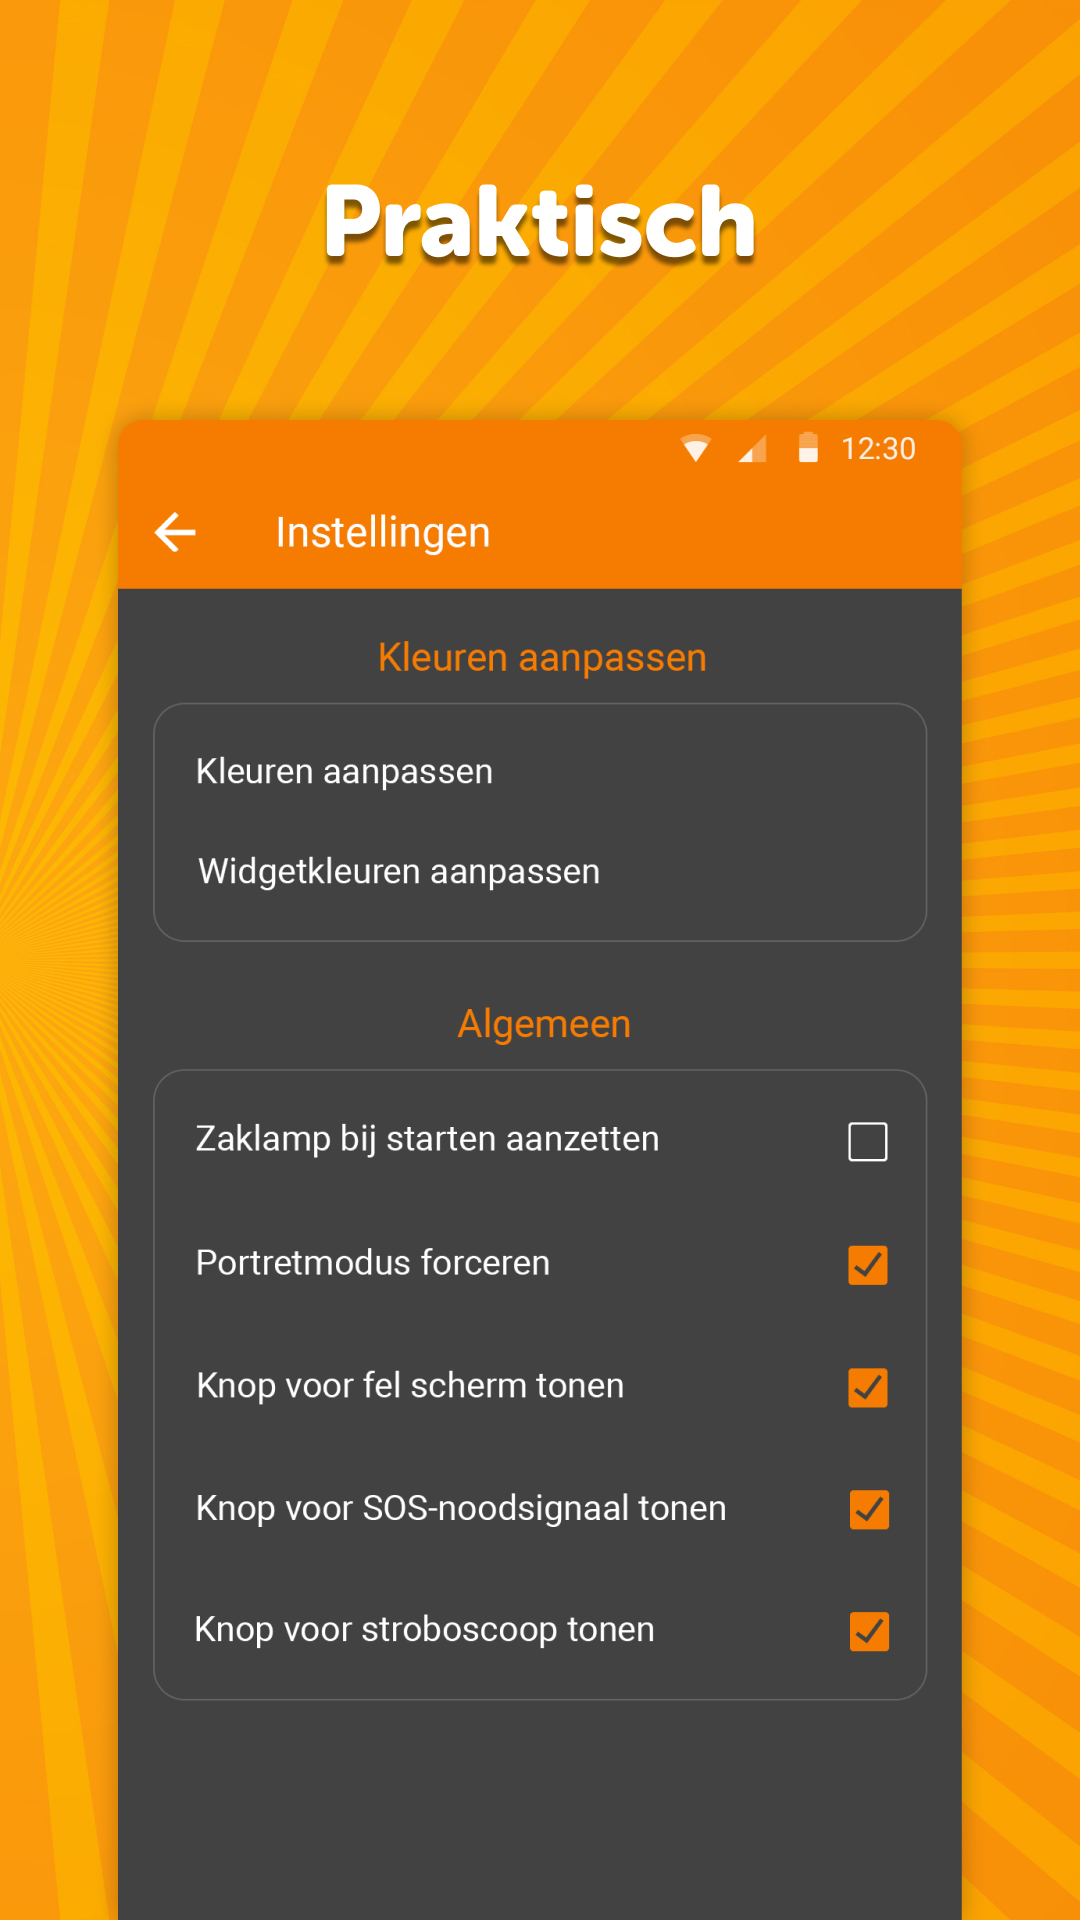 Praktisch
12:30
Instellingen
Kleuren aanpassen
Kleuren aanpassen
Widgetkleuren aanpassen
Algemeen
Zaklamp bij starten aanzetten
Portretmodus forceren
Knop voor fel scherm tonen
Knop voor SOS-noodsignaal tonen
Knop voor stroboscoop tonen